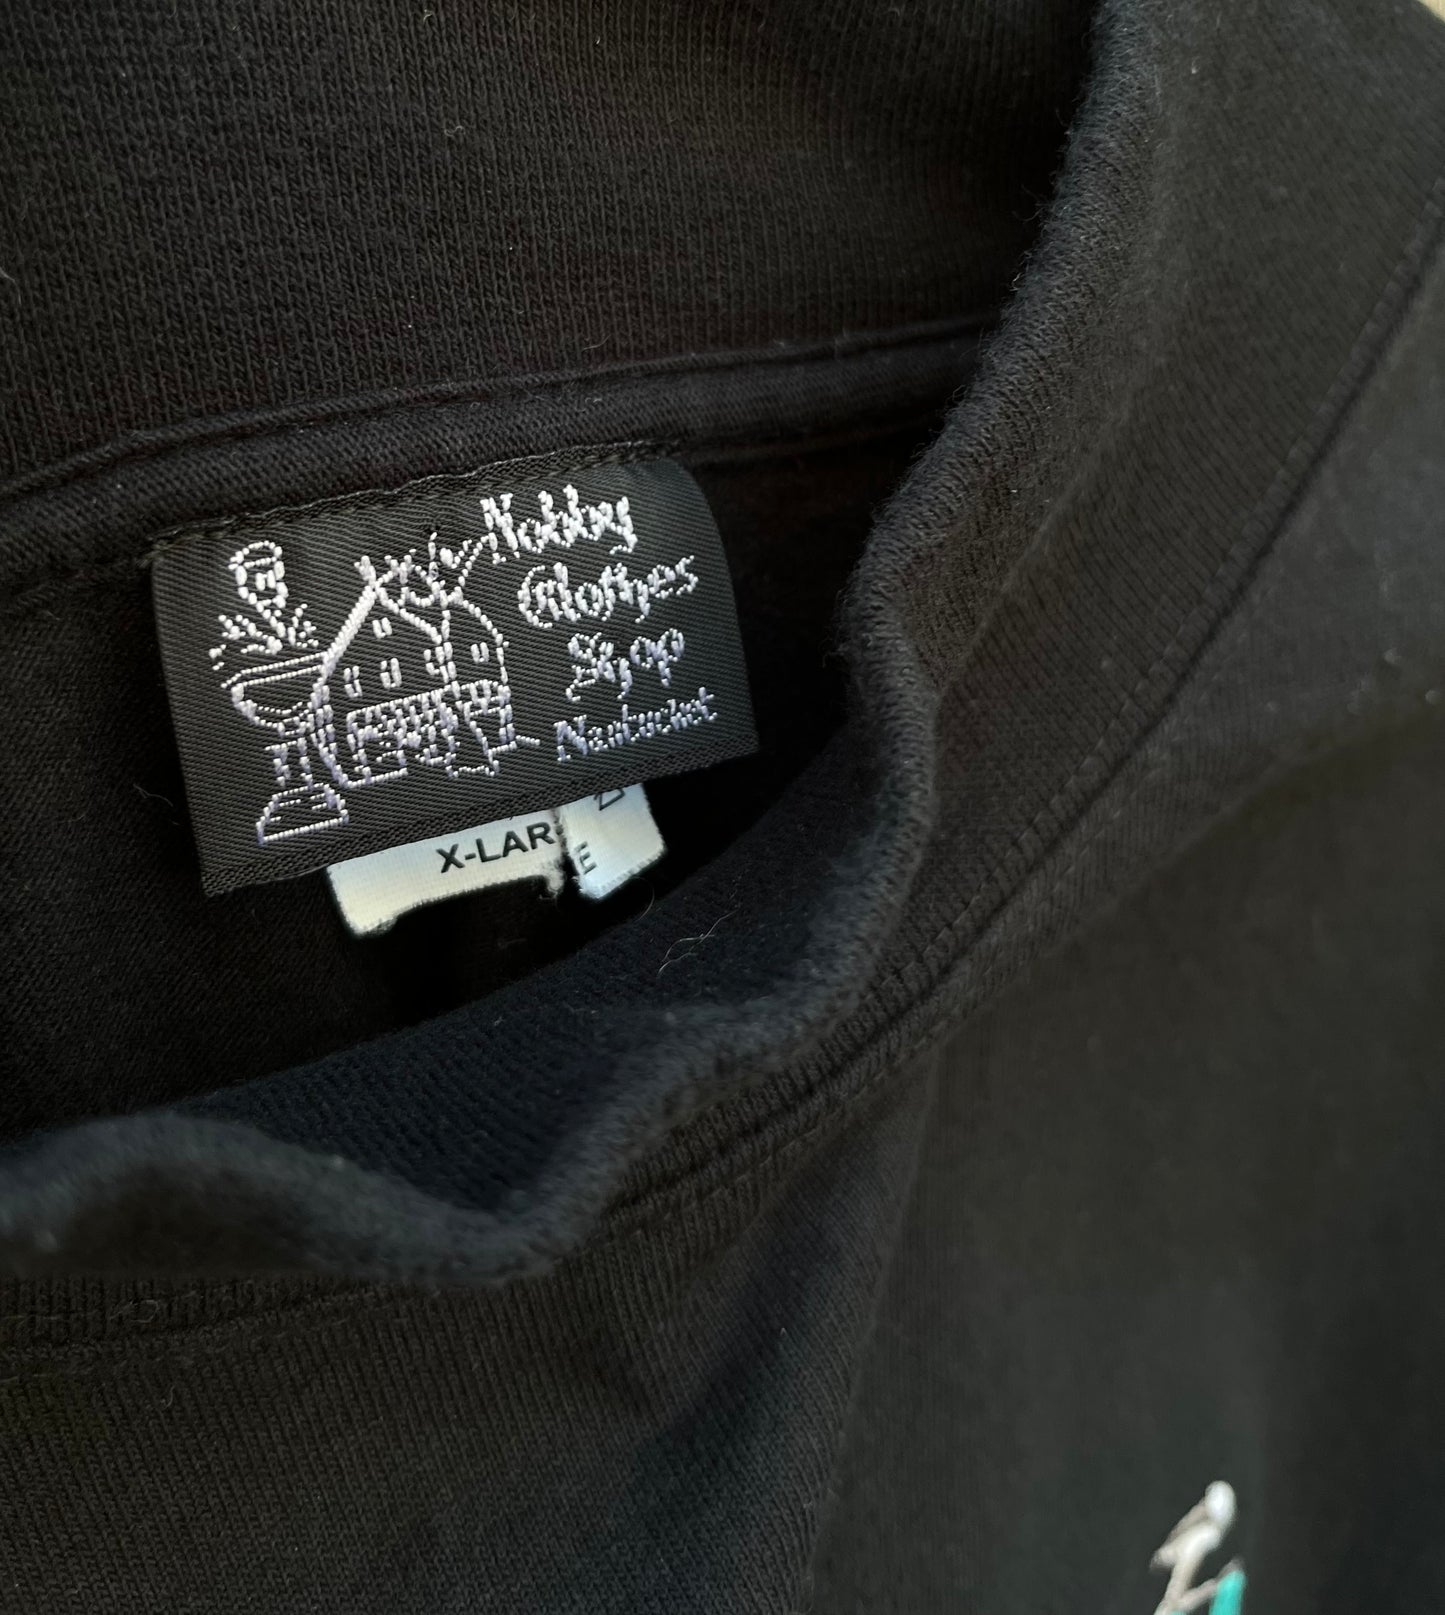 Nobby
Clothes
Shop
Nantucket
X-LAR E